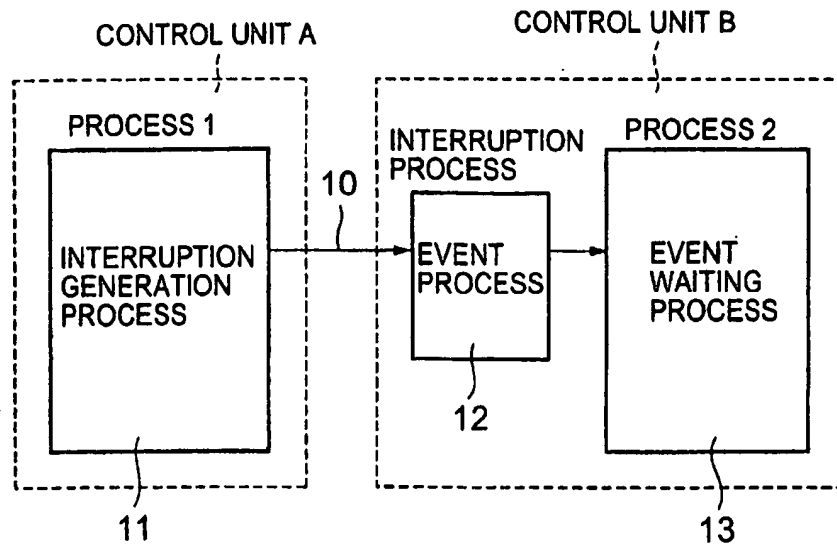 CONTROL UNIT A
CONTROL UNIT B
PROCESS 1
INTERRUPTION
GENERATION
PROCESS
11
10
INTERRUPTION
PROCESS
EVENT
PROCESS
12
PROCESS 2
EVENT
WAITING
PROCESS
13